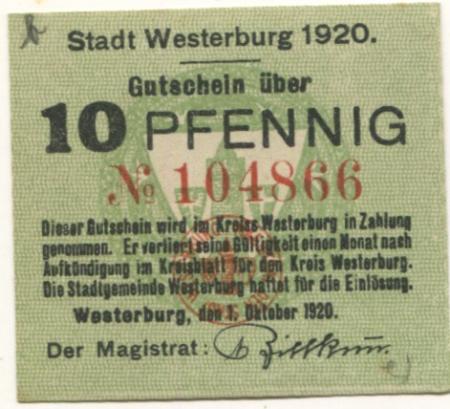 b
Stadt Westerburg 1920.
Gutschein über
10 PFENNIG
No 104866
Dieser Gutschein wird im Kreise Westerburg in Zahlung
genommen. Er verliert seine Gültigkeit einen Monat nach
Aufkündigung im Kreisblatt für den Kreis Westerburg.
Die Stadtgemeinde Westerburg haftet für die Einlösung.
Westerburg, den 1. Oktober 1920.
Der Magistrat: